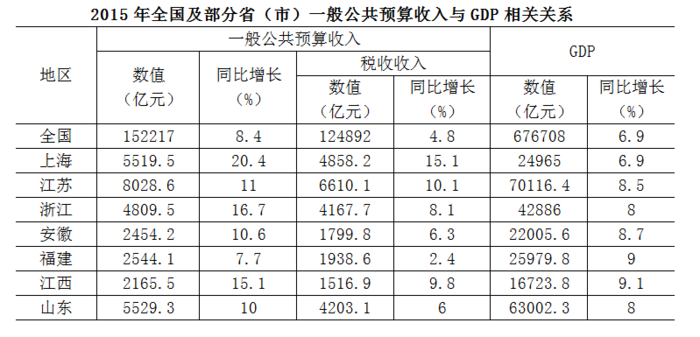 2015年全国及部分省（市）一般公共预算收入与GDP相关关系
地区 一般公共预算收入 GDP
数值（亿元） 同比增长（%） 税收收入 数值（亿元） 同比增长（%）
数值（亿元） 同比增长（%）
全国 152217 8.4 124892 4.8 676708 6.9
上海 5519.5 20.4 4858.2 15.1 24965 6.9
江苏 8028.6 11 6610.1 10.1 70116.4 8.5
浙江 4809.5 16.7 4167.7 8.1 42886 8
安徽 2454.2 10.6 1799.8 6.3 22005.6 8.7
福建 2544.1 7.7 1938.6 2.4 25979.8 9
江西 2165.5 15.1 1516.9 9.8 16723.8 9.1
山东 5529.3 10 4203.1 6 63002.3 8